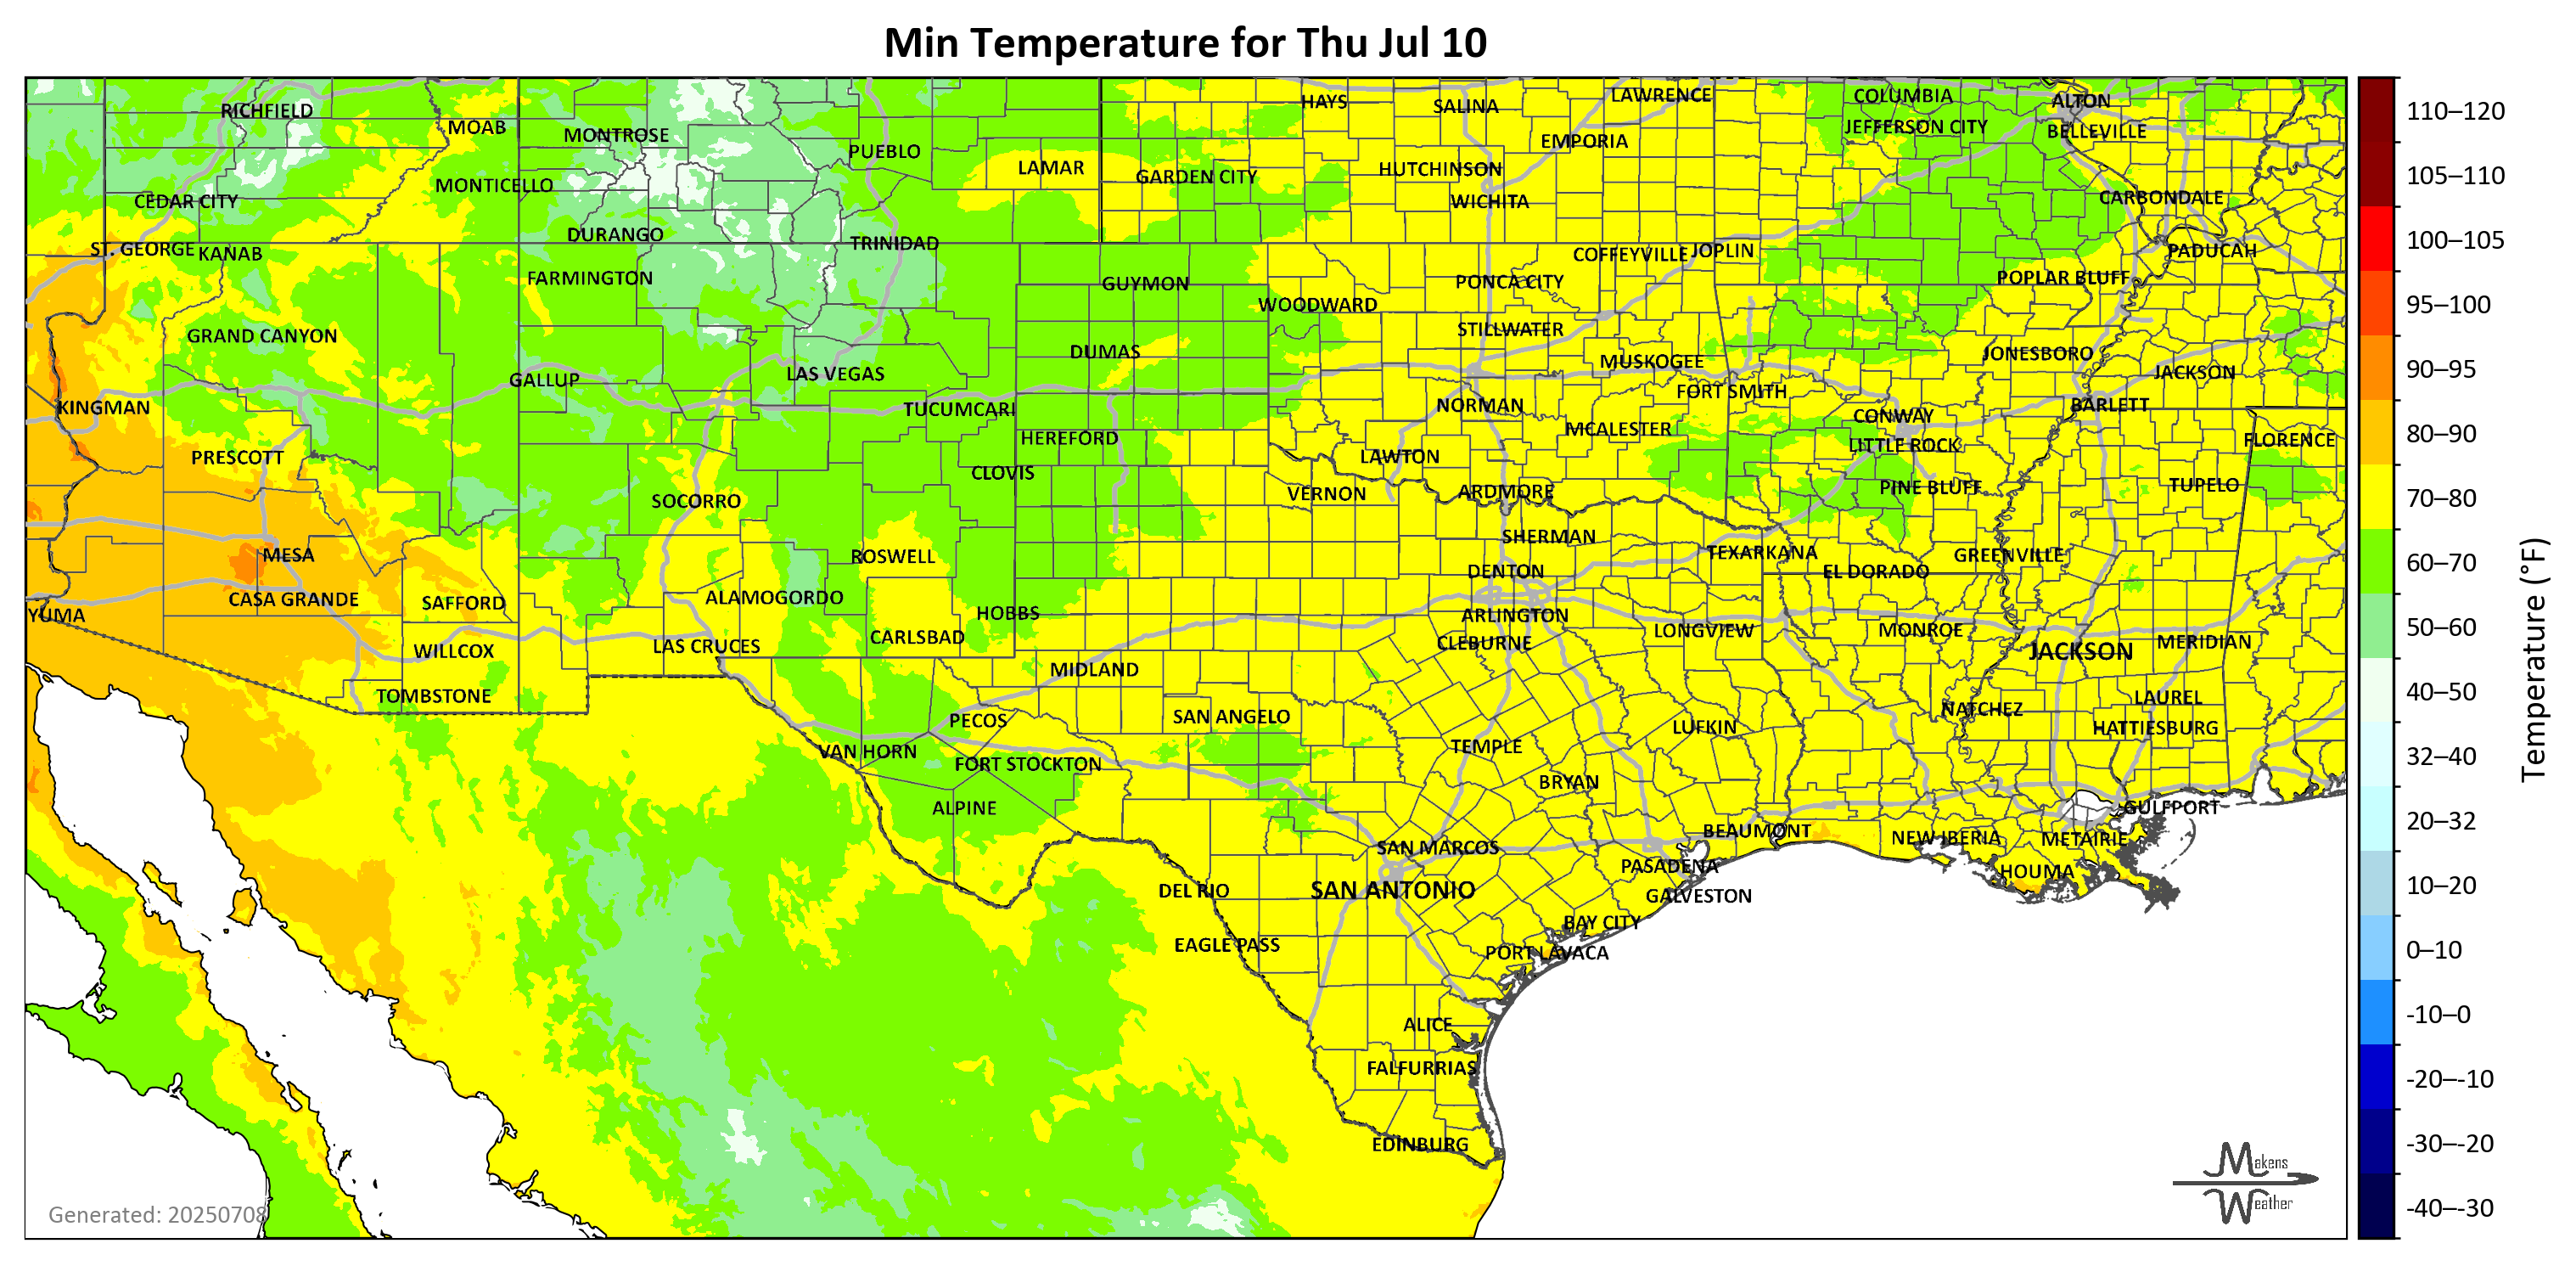 Min Temperature for Thu Jul 10
RICHFIELD
MOAB
MONTROSE
PUEBLO
LAMAR
HAYS
SALINA
LAWRENCE
COLUMBIA
ALTON
EMPORIA
JEFFERSON CITY
BELLEVILLE
MONTICELLO
GARDEN CITY
HUTCHINSON
CEDAR CITY
WICHITA
CARBONDALE
DURANGO
TRINIDAD
ST. GEORGE
KANAB
COFFEYVILLE
JOPLIN
PADUCAH
FARMINGTON
GUYMON
PONCA CITY
POPLAR BLUFF
WOODWARD
GRAND CANYON
STILLWATER
DUMAS
MUSKOGEE
JONESBORO
GALLUP
LAS VEGAS
FORT SMITH
JACKSON
KINGMAN
TUCUMCARI
NORMAN
CONWAY
BARLETT
HEREFORD
MCALESTER
LITTLE ROCK
FLORENCE
PRESCOTT
CLOVIS
LAWTON
SOCORRO
VERNON
ARDMORE
PINE BLUFF
TUPELO
MESA
ROSWELL
SHERMAN
TEXARKANA
GREENVILLE
CASA GRANDE
SAFFORD
ALAMOGORDO
DENTON
EL DORADO
YUMA
HOBBS
ARLINGTON
WILLCOX
LAS CRUCES
CARLSBAD
CLEBURNE
LONGVIEW
MONROE
JACKSON
MERIDIAN
MIDLAND
TOMBSTONE
PECOS
SAN ANGELO
NATCHEZ
LAUREL
VAN HORN
FORT STOCKTON
TEMPLE
LUFKIN
HATTIESBURG
ALPINE
BRYAN
GULFPORT
SAN MARCOS
BEAUMONT
NEW IBERIA
METAIRIE
DEL RIO
SAN ANTONIO
PASADENA
HOUMA
GALVESTON
EAGLE PASS
BAY CITY
PORT LAVACA
ALICE
FALFURRIAS
EDINBURG
Generated: 20250708
Makens
Weather
110–120
105–110
100–105
95–100
90–95
80–90
70–80
60–70
50–60
40–50
32–40
20–32
10–20
0–10
-10–0
-20–-10
-30–-20
-40–-30
Temperature (°F)